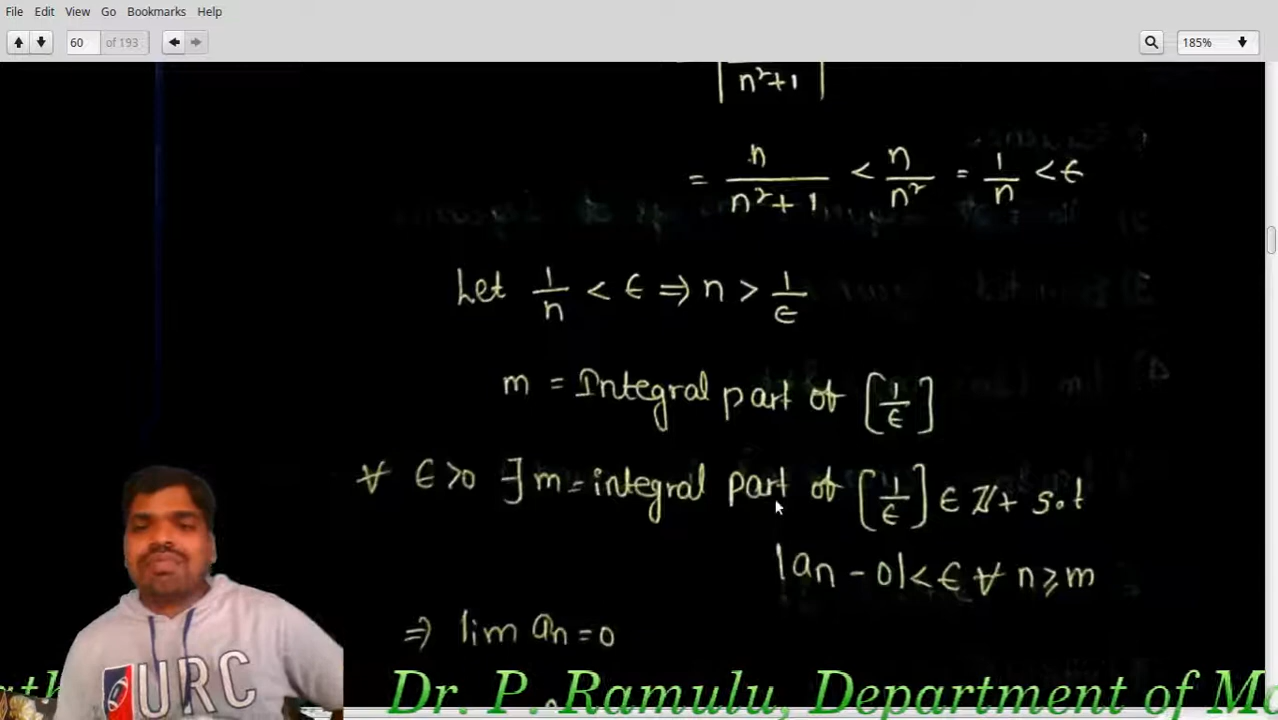 File Edit View Go Bookmarks Help
60 of 193 185%
| n²+1 |
= n/(n²+1) < n/n² = 1/n < ϵ
Let 1/n < ϵ ⇒ n > 1/ϵ
m = Integral part of [1/ϵ]
∀ ϵ>0 ∃ m = integral part of [1/ϵ] ∈ ℤ+ s.t
|an - 0| < ϵ ∀ n ≥ m
⇒ lim an = 0
URC
Dr. P. Ramulu, Department of Ma